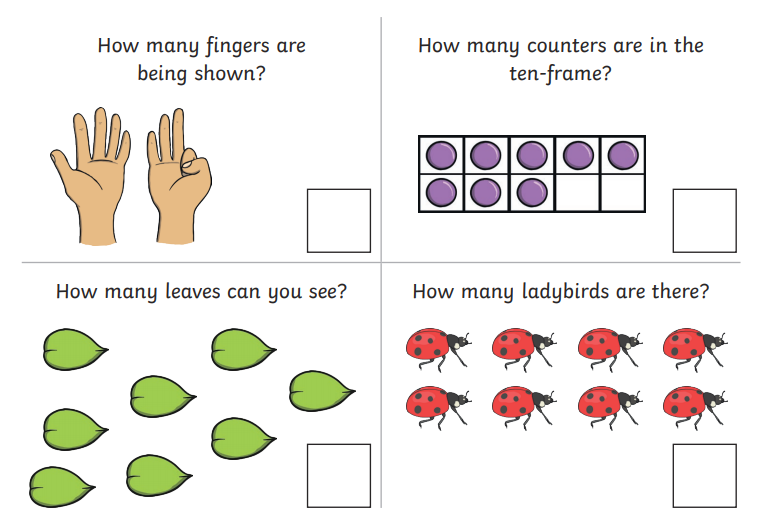 How many fingers are
being shown?
How many counters are in the
ten-frame?
How many leaves can you see?
How many ladybirds are there?